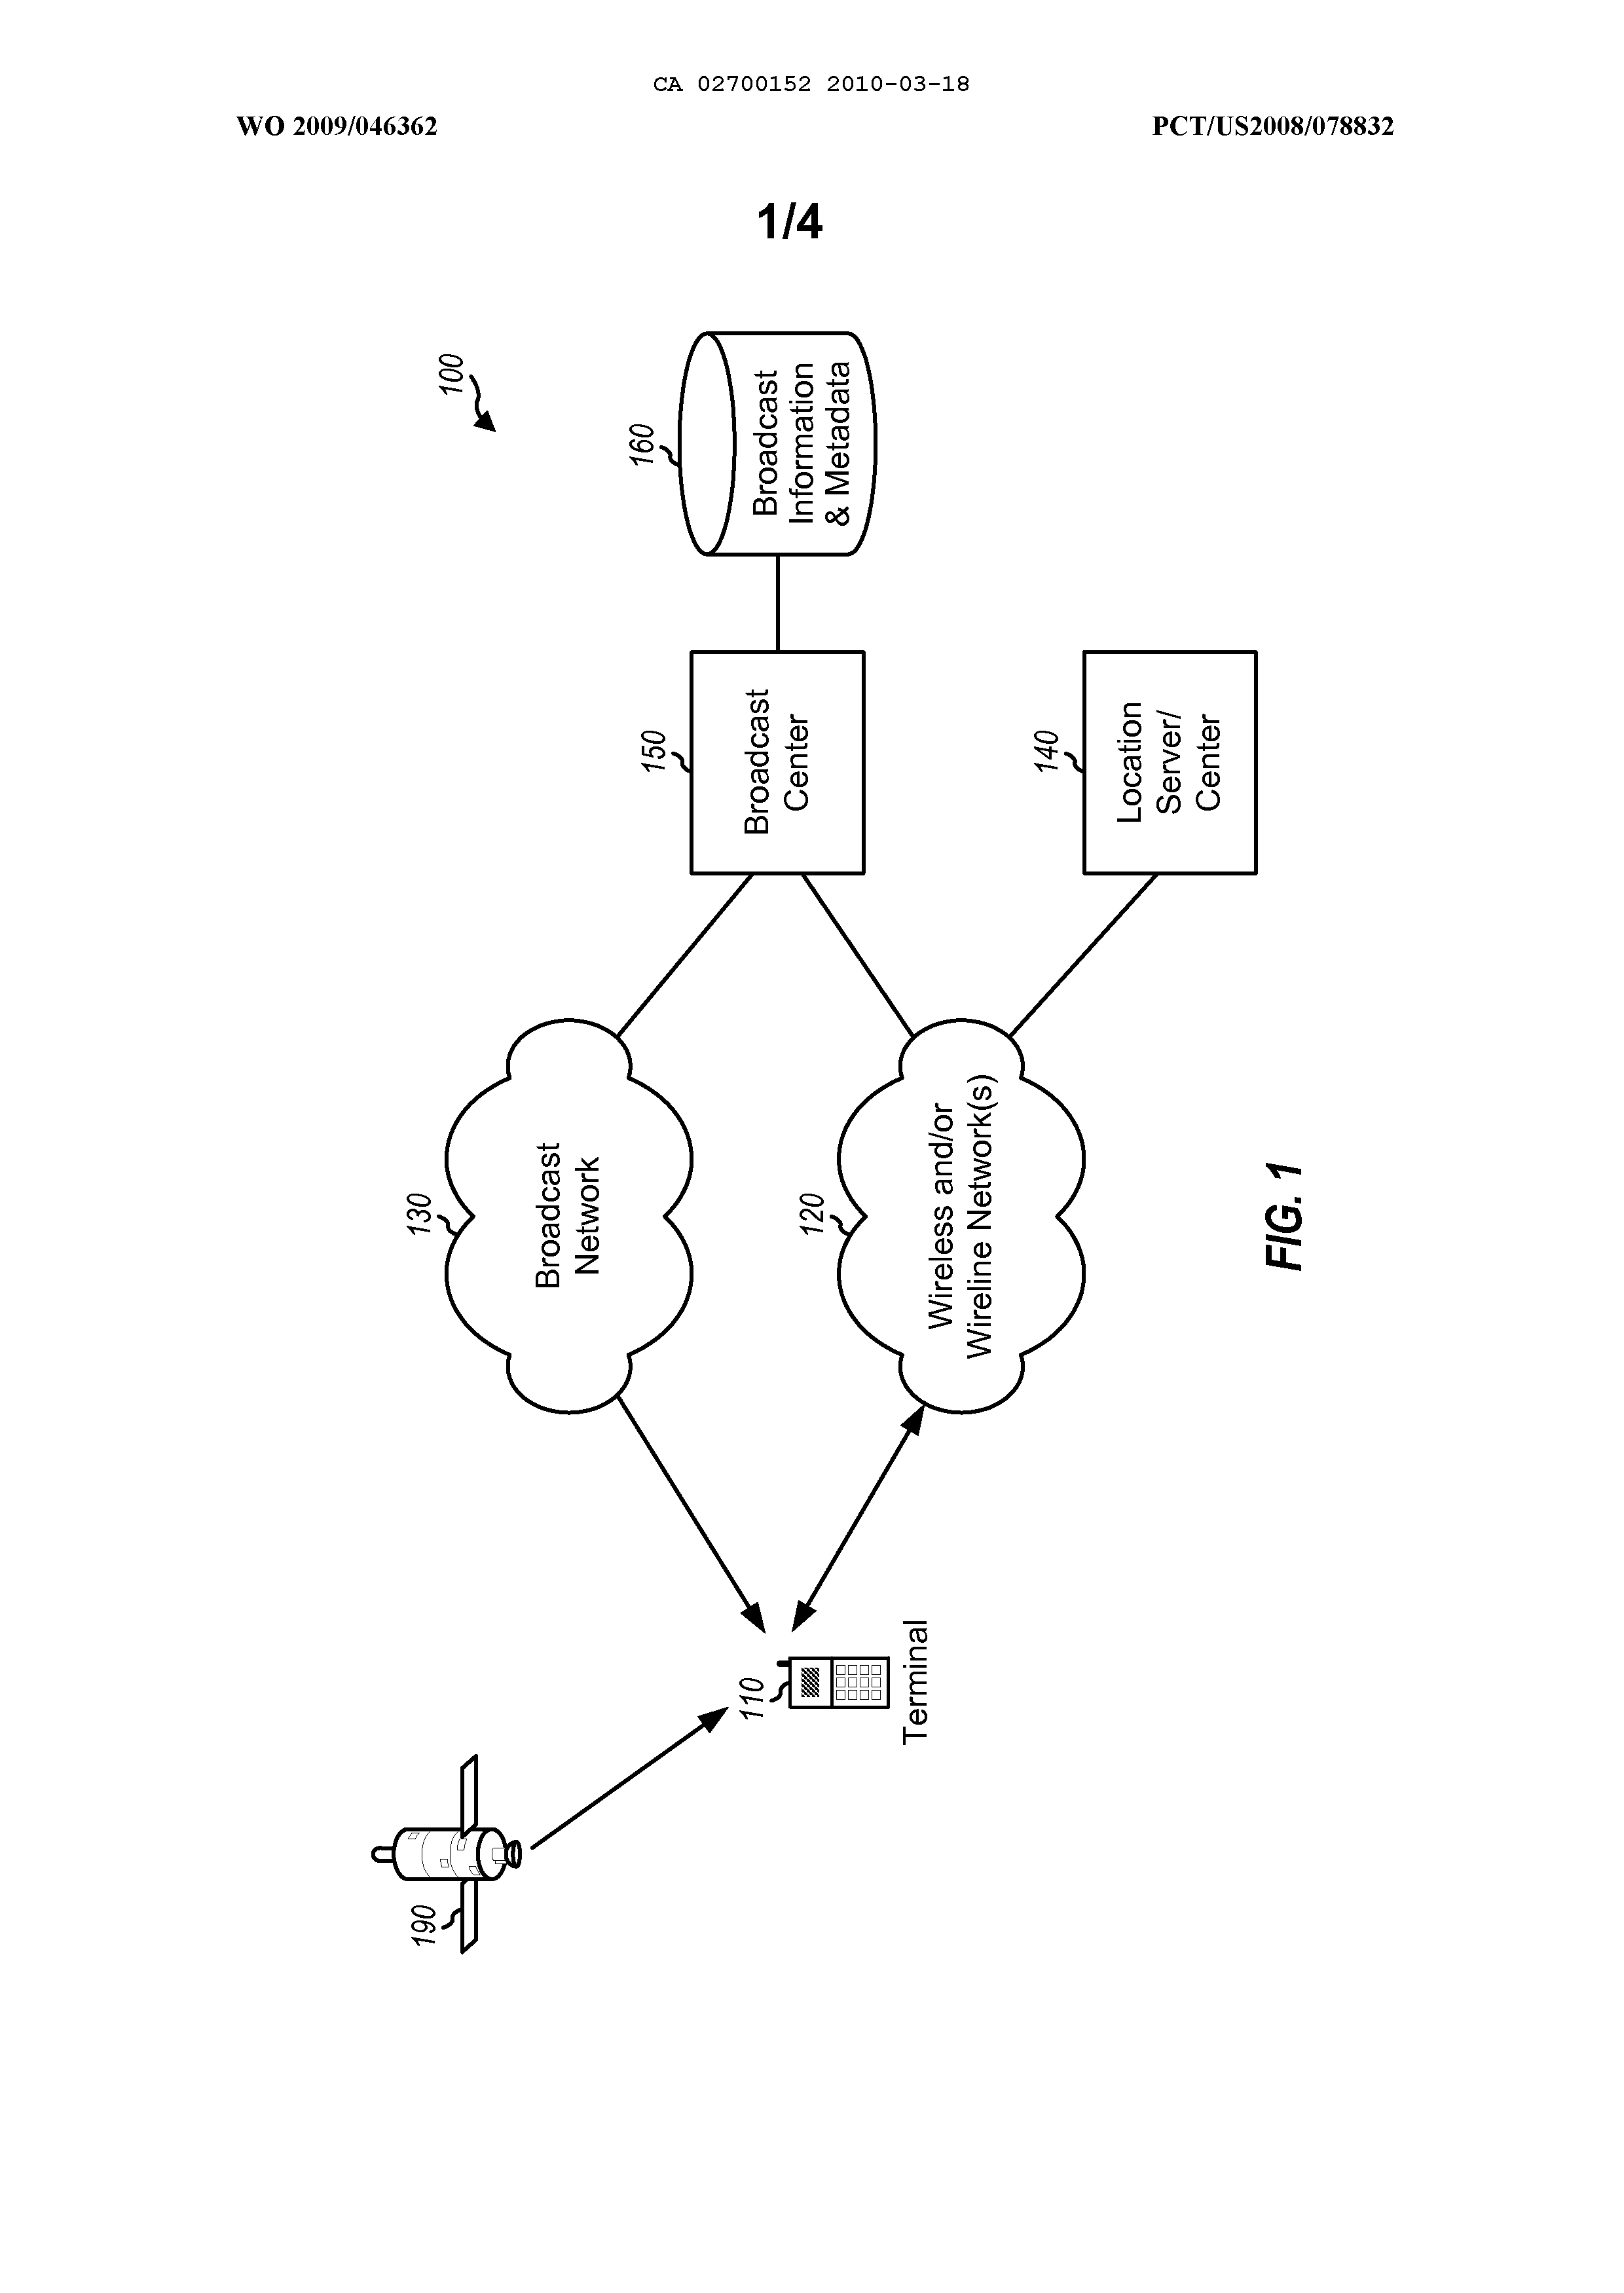 CA 02700152 2010-03-18
WO 2009/046362
PCT/US2008/078832
1/4
100
160
Broadcast
Information
& Metadata
150
Broadcast
Center
140
Location
Server/
Center
130
Broadcast
Network
120
Wireless and/or
Wireline Network(s)
110
Terminal
190
FIG. 1